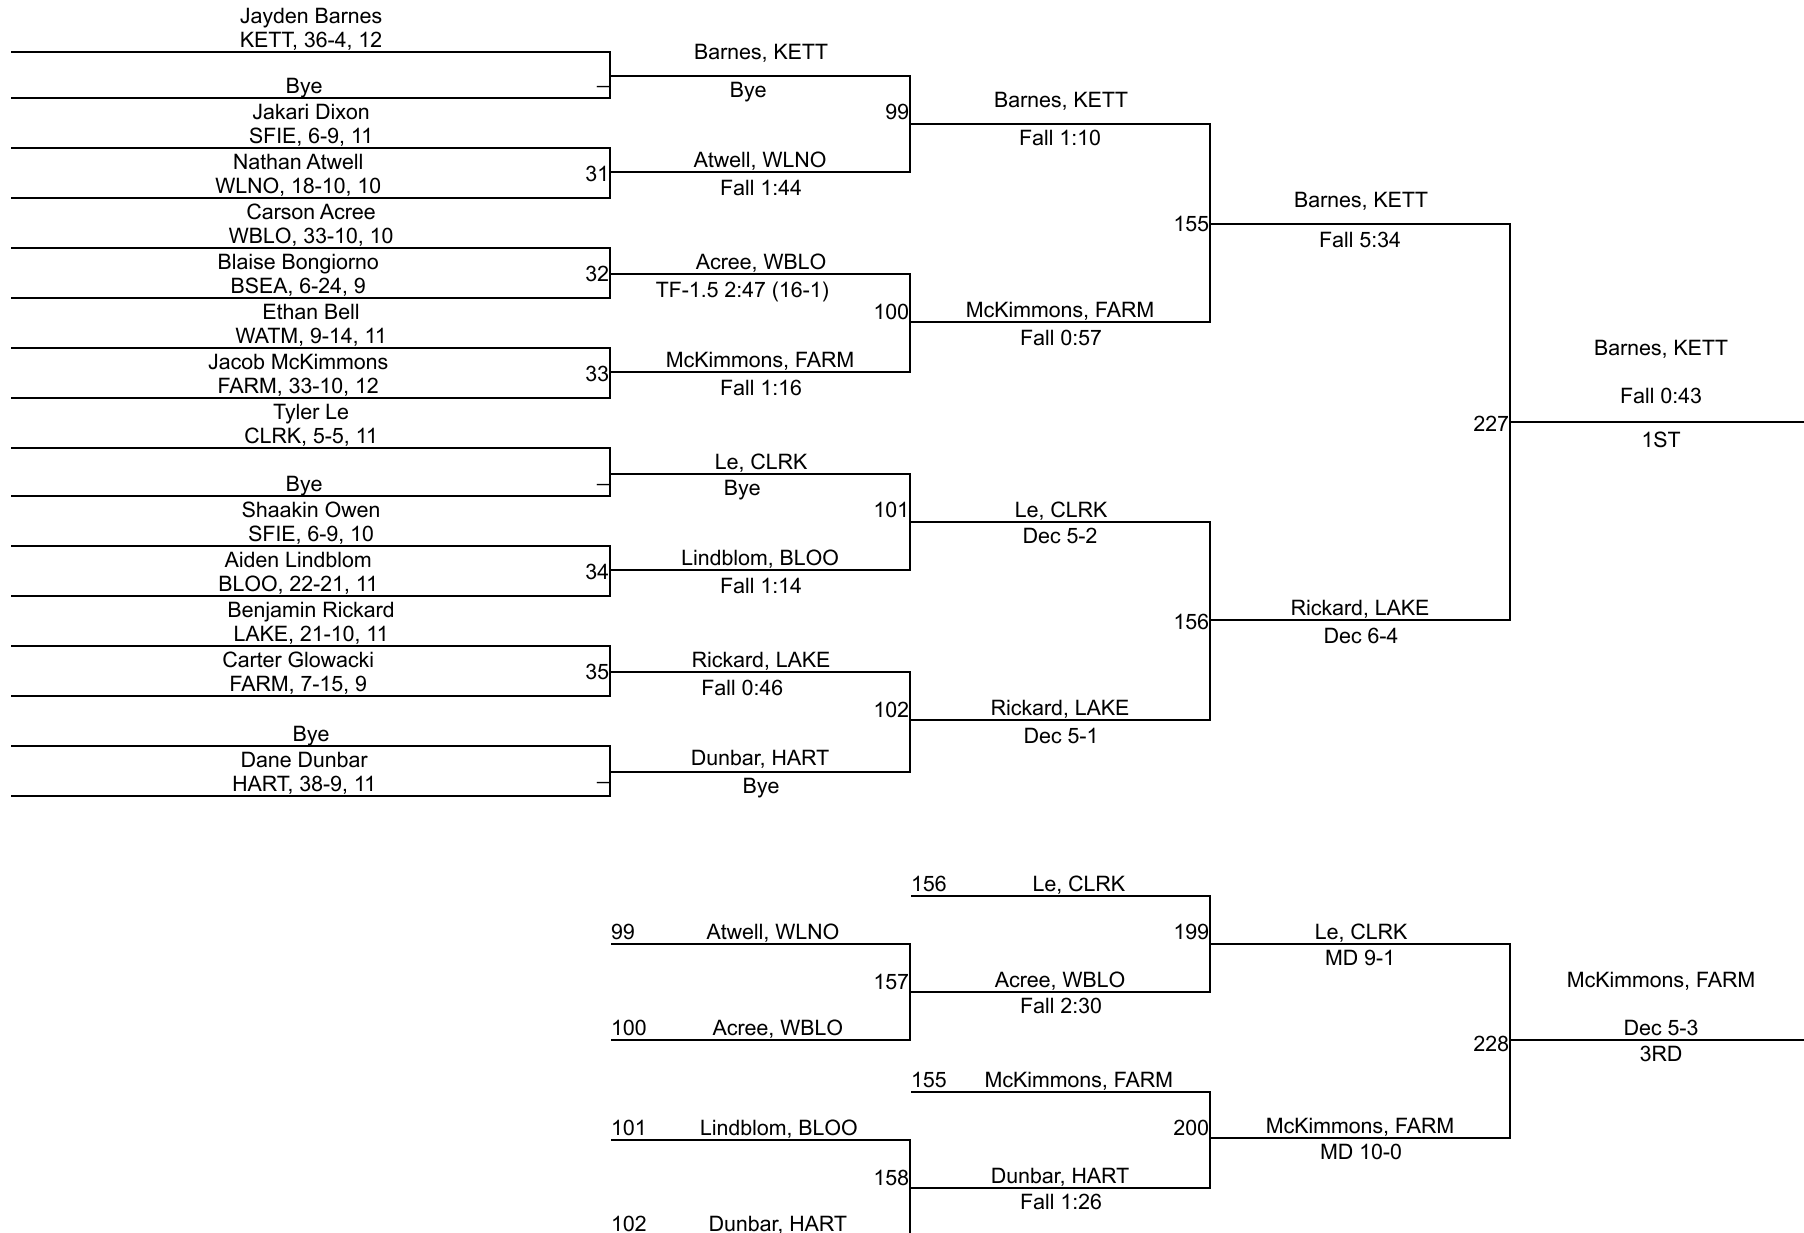 Jayden Barnes
KETT, 36-4, 12
Bye
Jakari Dixon
SFIE, 6-9, 11
Nathan Atwell
WLNO, 18-10, 10
Carson Acree
WBLO, 33-10, 10
Blaise Bongiorno
BSEA, 6-24, 9
Ethan Bell
WATM, 9-14, 11
Jacob McKimmons
FARM, 33-10, 12
Tyler Le
CLRK, 5-5, 11
Bye
Shaakin Owen
SFIE, 6-9, 10
Aiden Lindblom
BLOO, 22-21, 11
Benjamin Rickard
LAKE, 21-10, 11
Carter Glowacki
FARM, 7-15, 9
Bye
Dane Dunbar
HART, 38-9, 11
31
32
33
34
35
Barnes, KETT
Bye
Atwell, WLNO
Fall 1:44
Acree, WBLO
TF-1.5 2:47 (16-1)
McKimmons, FARM
Fall 1:16
Le, CLRK
Bye
Lindblom, BLOO
Fall 1:14
Rickard, LAKE
Fall 0:46
Dunbar, HART
Bye
99
100
101
102
Barnes, KETT
Fall 1:10
McKimmons, FARM
Fall 0:57
Le, CLRK
Dec 5-2
Rickard, LAKE
Dec 5-1
155
156
Barnes, KETT
Fall 5:34
Rickard, LAKE
Dec 6-4
227
Barnes, KETT
Fall 0:43
1ST
99 Atwell, WLNO
100 Acree, WBLO
101 Lindblom, BLOO
102 Dunbar, HART
157
158
156 Le, CLRK
Acree, WBLO
Fall 2:30
155 McKimmons, FARM
Dunbar, HART
Fall 1:26
199
200
Le, CLRK
MD 9-1
McKimmons, FARM
MD 10-0
228
McKimmons, FARM
Dec 5-3
3RD